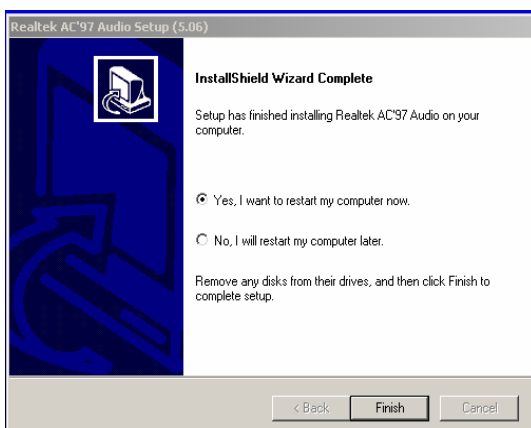 Realtek AC'97 Audio Setup (5.06)
InstallShield Wizard Complete
Setup has finished installing Realtek AC'97 Audio on your
computer.
Yes, I want to restart my computer now.
No, I will restart my computer later.
Remove any disks from their drives, and then click Finish to
complete setup.
< Back
Finish
Cancel